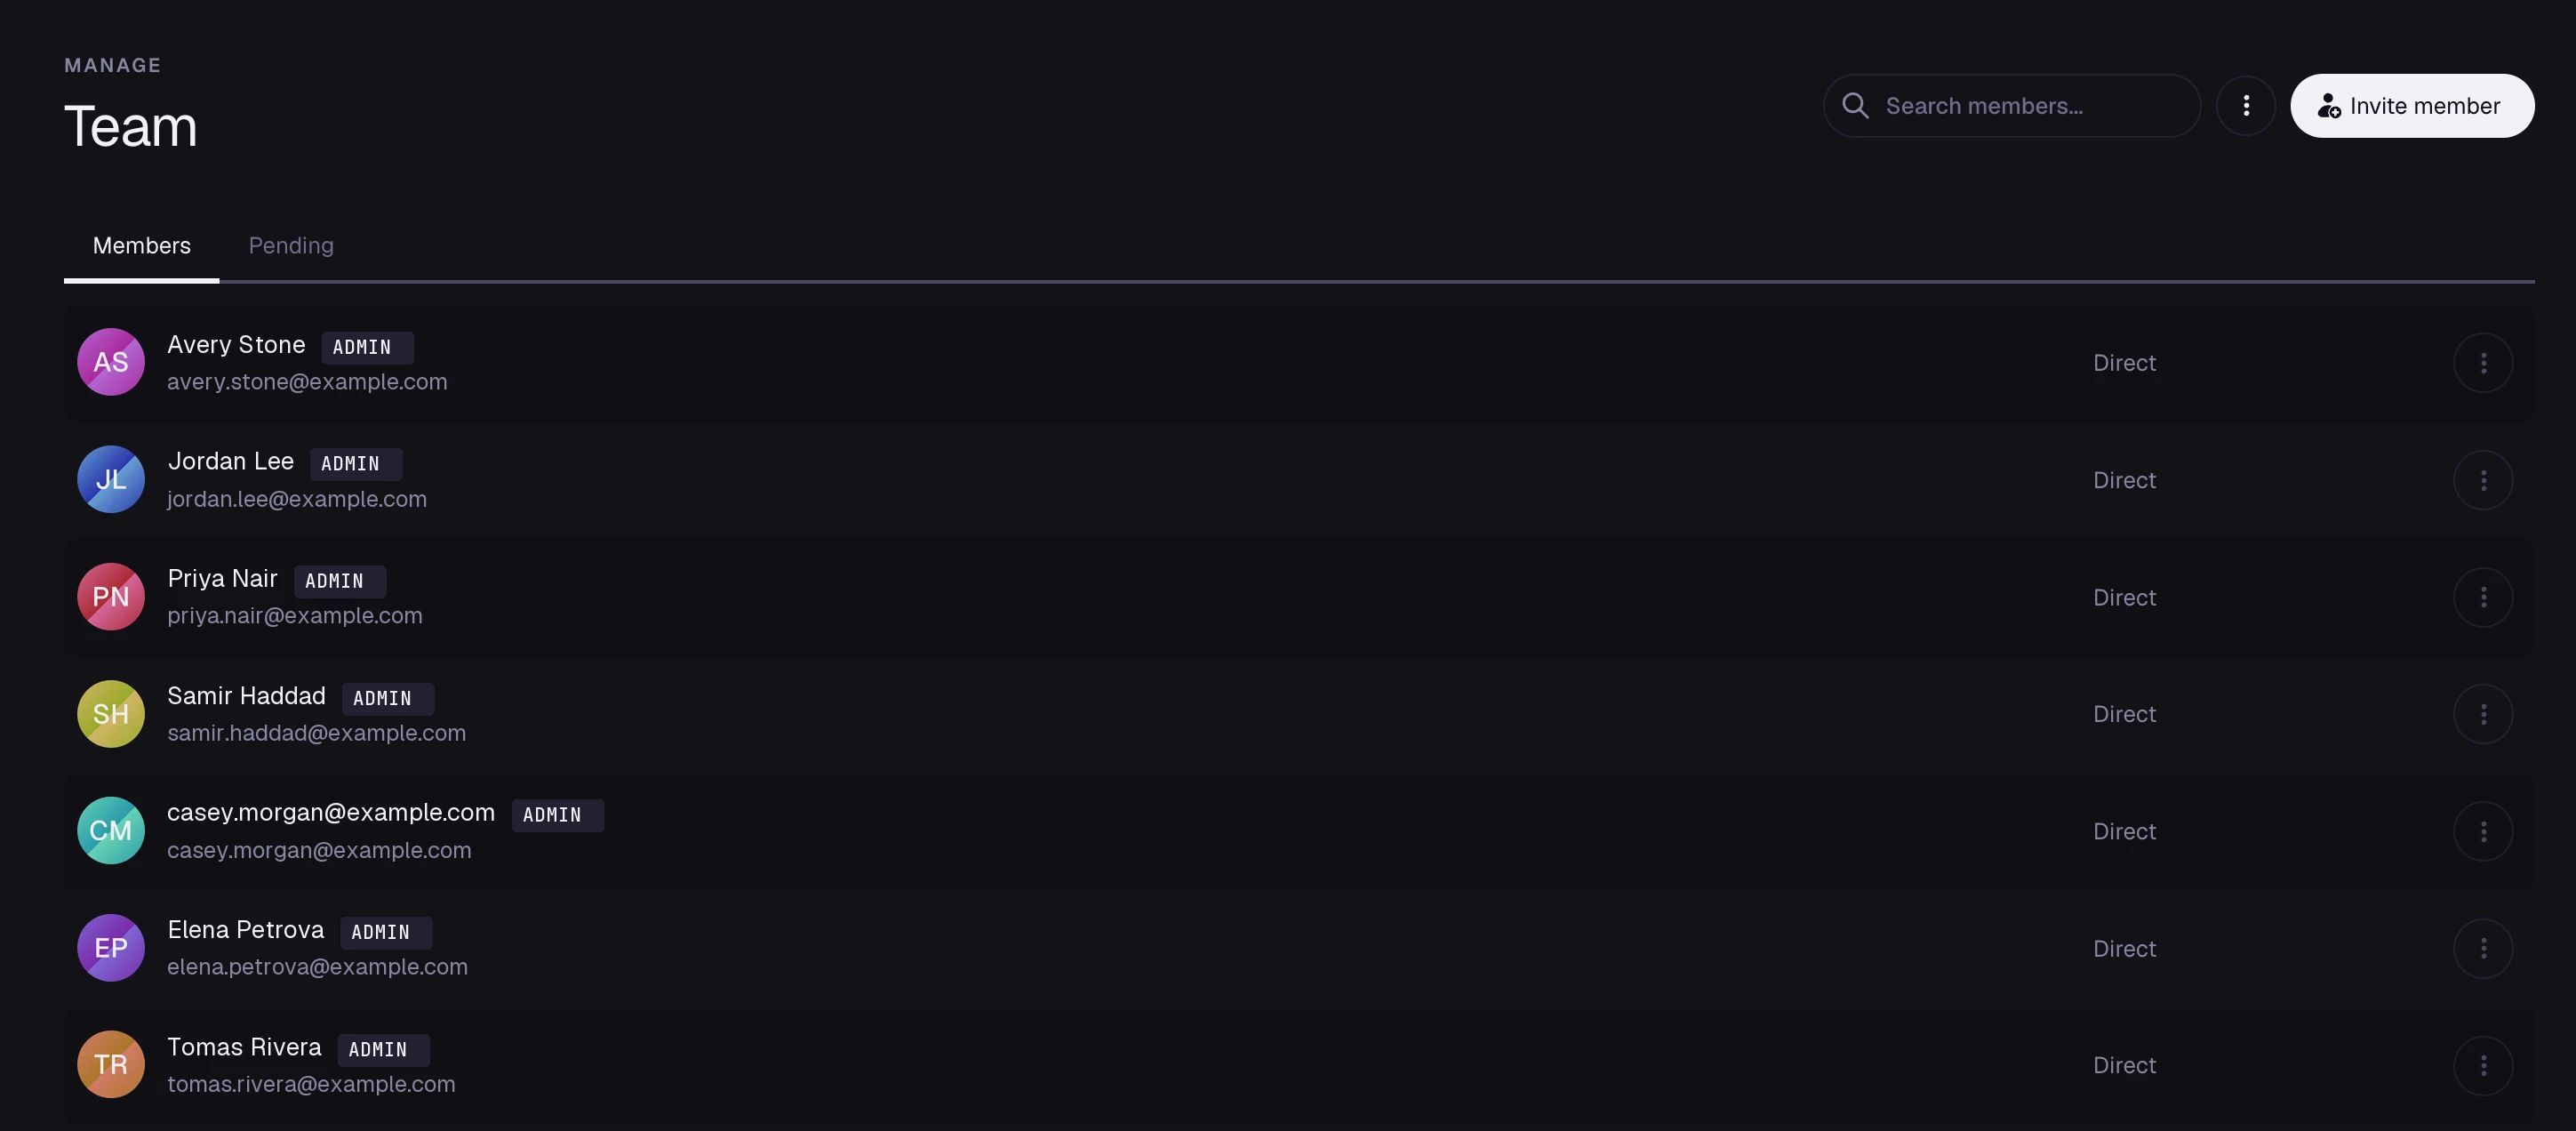 MANAGE
Team
Search members...
Invite member
Members
Pending
AS
Avery Stone ADMIN
avery.stone@example.com
Direct
JL
Jordan Lee ADMIN
jordan.lee@example.com
Direct
PN
Priya Nair ADMIN
priya.nair@example.com
Direct
SH
Samir Haddad ADMIN
samir.haddad@example.com
Direct
CM
casey.morgan@example.com ADMIN
casey.morgan@example.com
Direct
EP
Elena Petrova ADMIN
elena.petrova@example.com
Direct
TR
Tomas Rivera ADMIN
tomas.rivera@example.com
Direct